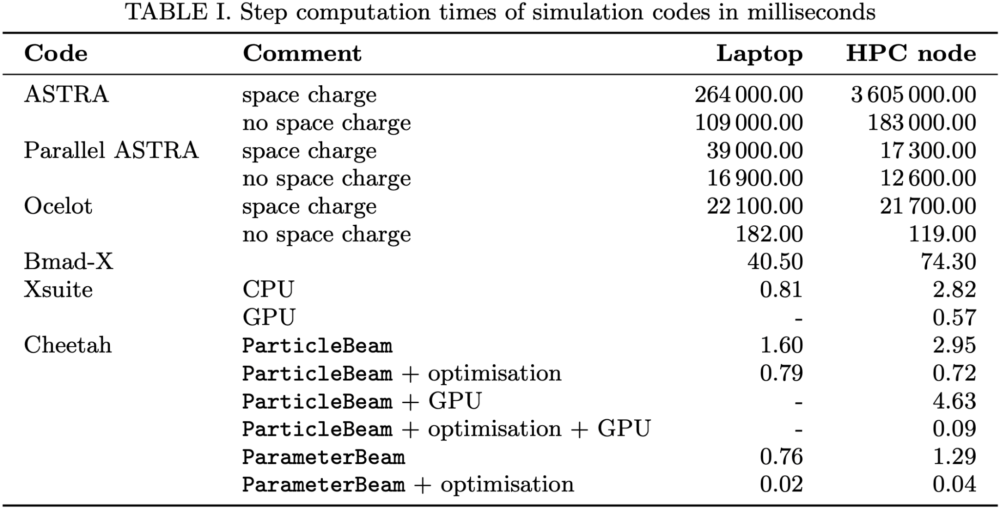 TABLE I. Step computation times of simulation codes in milliseconds
Code Comment Laptop HPC node
ASTRA space charge 264 000.00 3 605 000.00
no space charge 109 000.00 183 000.00
Parallel ASTRA space charge 39 000.00 17 300.00
no space charge 16 900.00 12 600.00
Ocelot space charge 22 100.00 21 700.00
no space charge 182.00 119.00
Bmad-X 40.50 74.30
Xsuite CPU 0.81 2.82
GPU - 0.57
Cheetah ParticleBeam 1.60 2.95
ParticleBeam + optimisation 0.79 0.72
ParticleBeam + GPU - 4.63
ParticleBeam + optimisation + GPU - 0.09
ParameterBeam 0.76 1.29
ParameterBeam + optimisation 0.02 0.04